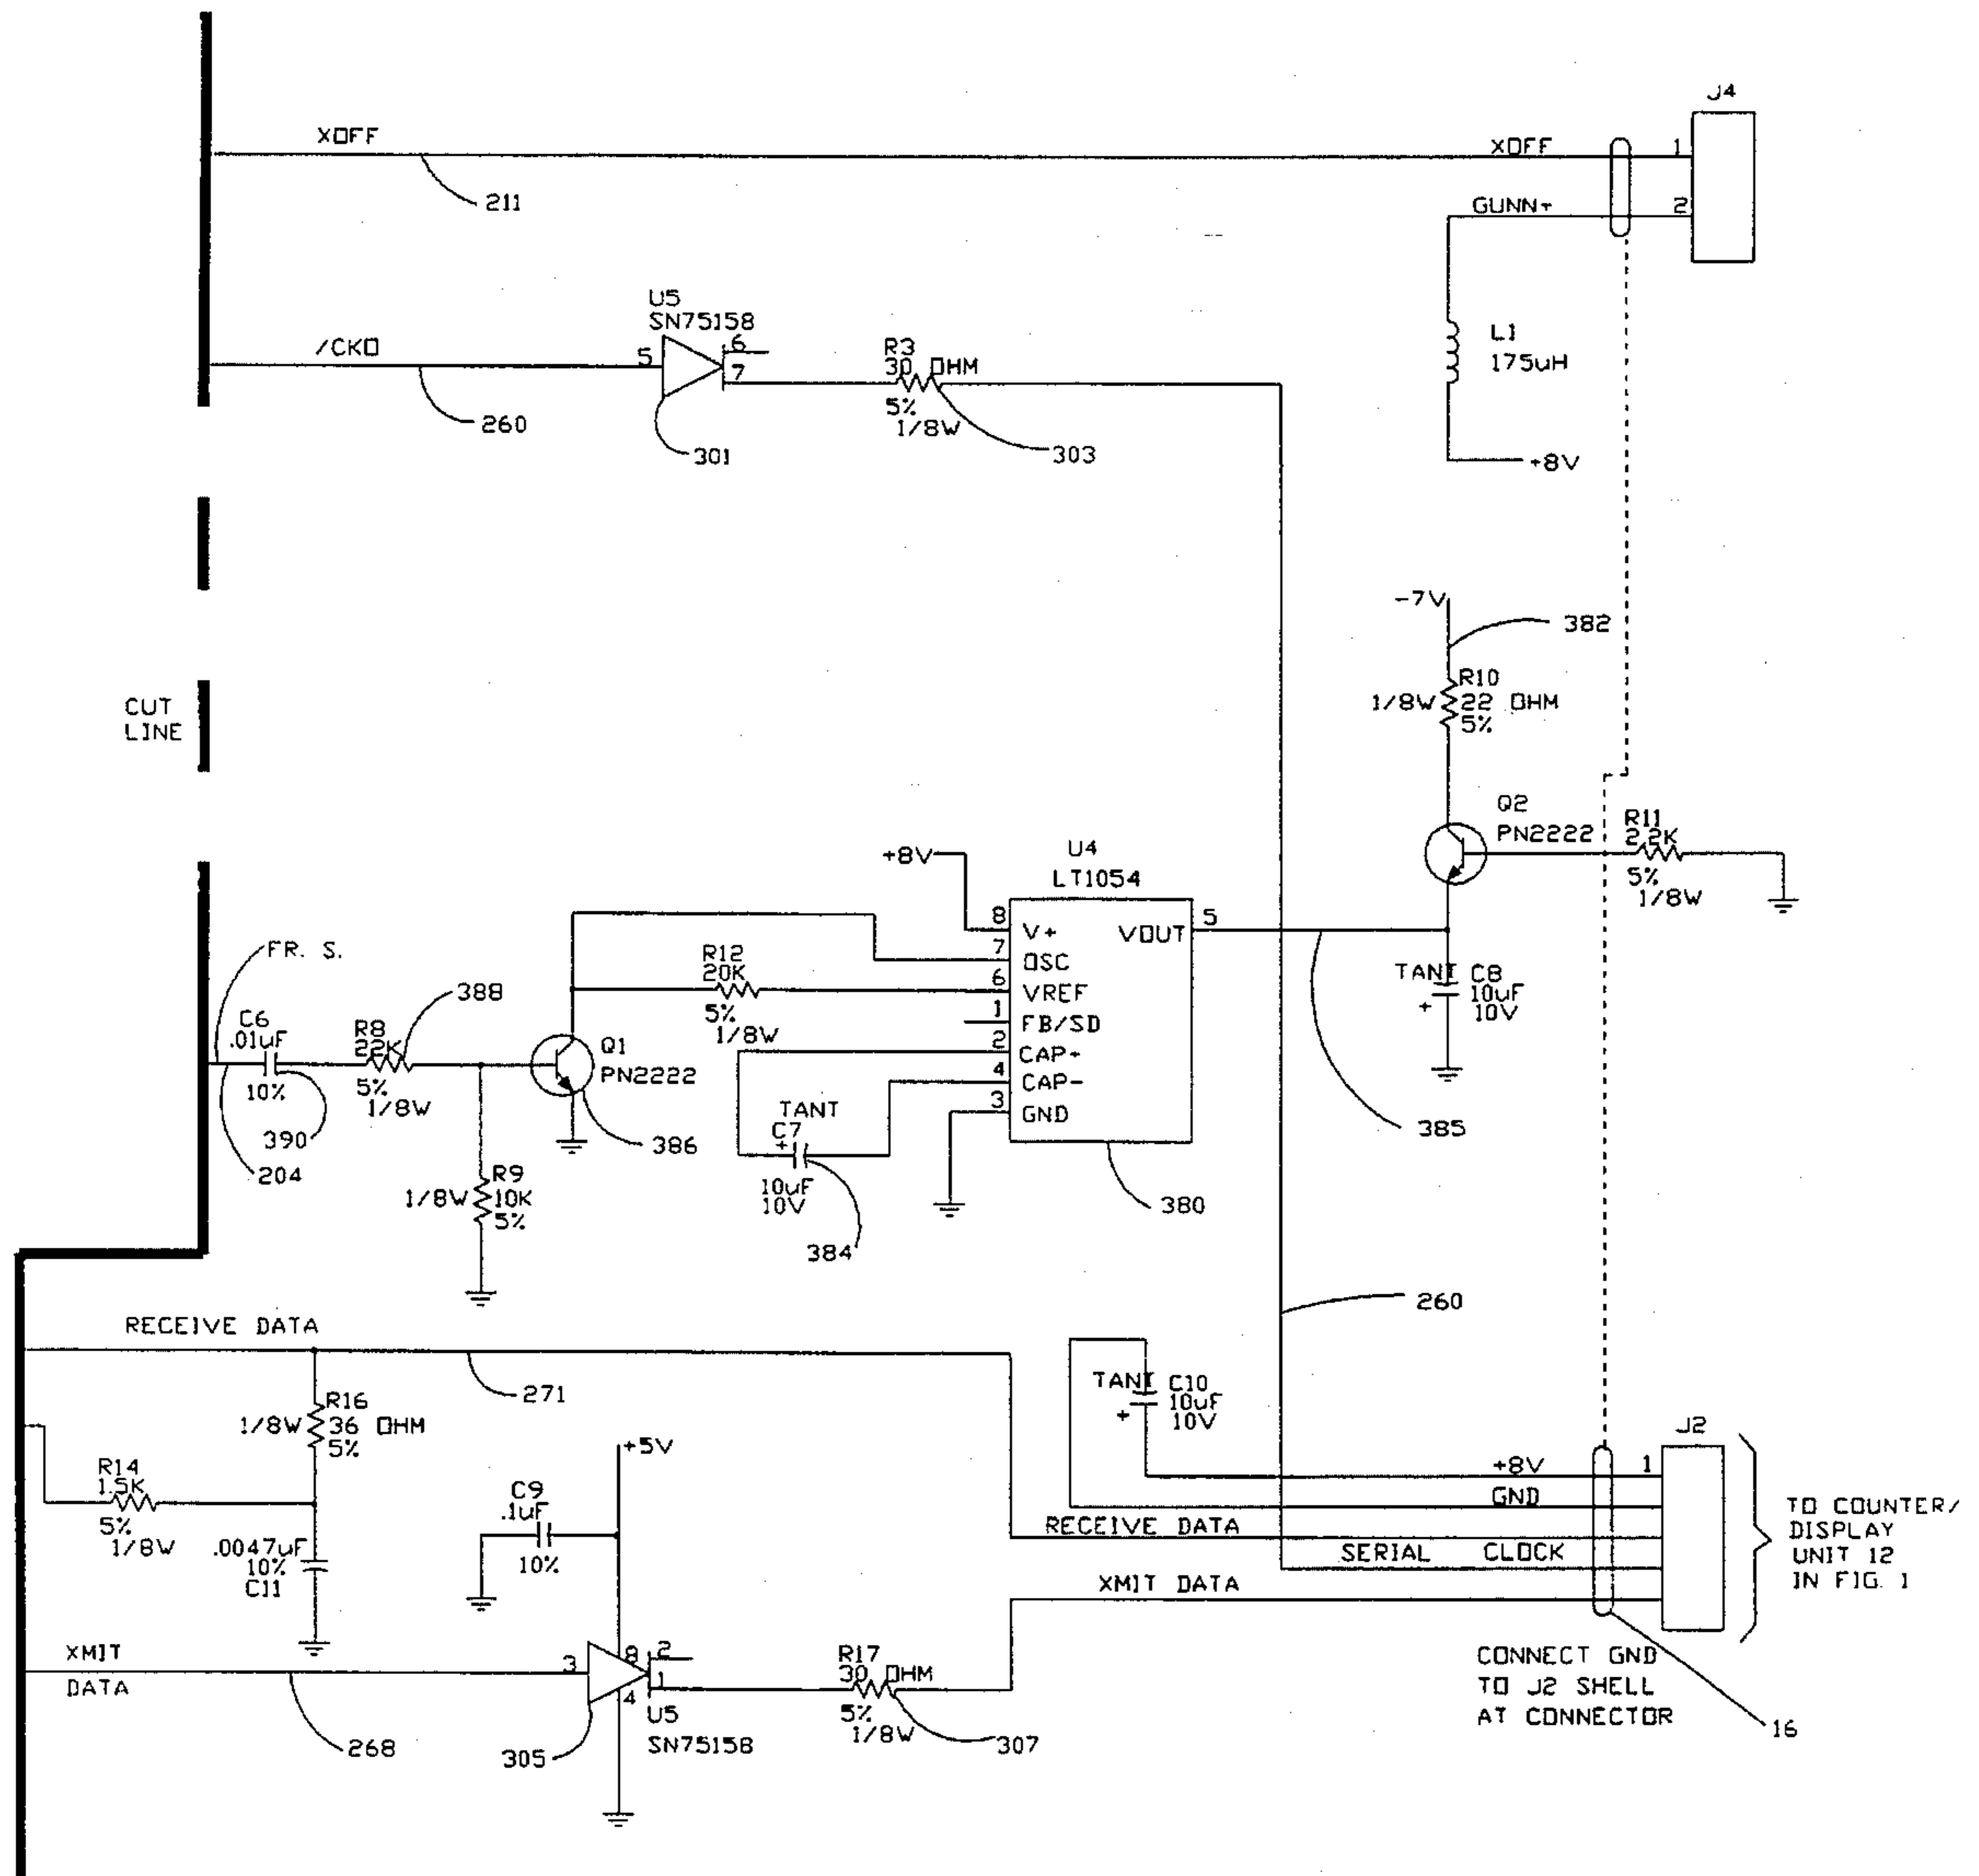 J4
XOFF
XOFF
1
211
GUNN+
2
U5
SN75158
/CKO
5
6
7
R3
30 OHM
5%
1/8W
260
301
303
L1
175uH
+8V
-7V
382
CUT
LINE
R10
1/8W 22 OHM
5%
Q2
PN2222
R11
2.2K
5%
1/8W
+8V
U4
LT1054
8
V+
VOUT
5
7
OSC
6
VREF
1
FB/SD
2
CAP+
4
CAP-
3
GND
FR. S.
388
R12
20K
5%
1/8W
TANT C8
10uF
+
10V
C6
.01uF
10%
R8
22K
5%
1/8W
Q1
PN2222
390
386
204
TANT
C7
+
10uF
10V
384
380
385
R9
1/8W 10K
5%
260
RECEIVE DATA
271
R16
1/8W 36 OHM
5%
TANT C10
10uF
+
10V
J2
R14
1.5K
5%
1/8W
+5V
+8V
1
GND
RECEIVE DATA
SERIAL CLOCK
XMIT DATA
C9
.1uF
10%
.0047uF
10%
C11
TO COUNTER/
DISPLAY
UNIT 12
IN FIG. 1
XMIT
DATA
3
8
2
1
4
U5
SN75158
R17
30 OHM
5%
1/8W
268
305
307
CONNECT GND
TO J2 SHELL
AT CONNECTOR
16